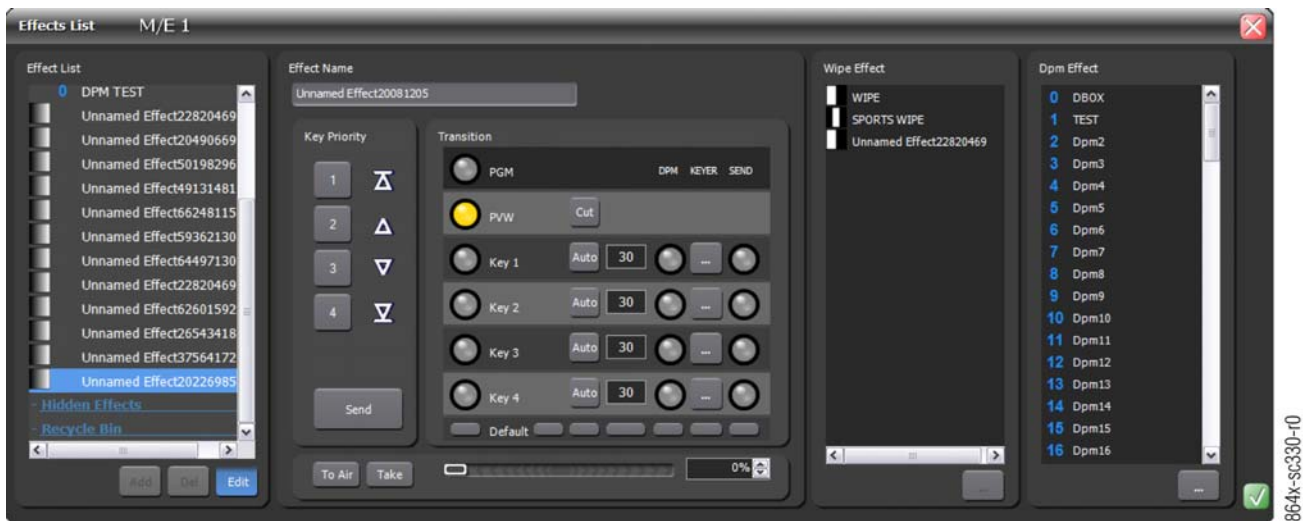 Effects List M/E 1
Effect List
0 DPM TEST
Unnamed Effect22820469
Unnamed Effect20490669
Unnamed Effect50198296
Unnamed Effect49131481
Unnamed Effect66248115
Unnamed Effect59362130
Unnamed Effect64497130
Unnamed Effect22820469
Unnamed Effect62601592
Unnamed Effect26543418
Unnamed Effect37564172
Unnamed Effect20226985
- Hidden Effects
- Recycle Bin
Add Del Edit
Effect Name
Unnamed Effect20081205
Key Priority
1
2
3
4
Send
Transition
PGM DPM KEYER SEND
PVW Cut
Key 1 Auto 30 ...
Key 2 Auto 30 ...
Key 3 Auto 30 ...
Key 4 Auto 30 ...
Default
To Air Take 0%
Wipe Effect
WIPE
SPORTS WIPE
Unnamed Effect22820469
...
Dpm Effect
0 DBOX
1 TEST
2 Dpm2
3 Dpm3
4 Dpm4
5 Dpm5
6 Dpm6
7 Dpm7
8 Dpm8
9 Dpm9
10 Dpm10
11 Dpm11
12 Dpm12
13 Dpm13
14 Dpm14
15 Dpm15
16 Dpm16
...
864x-sc330-r0